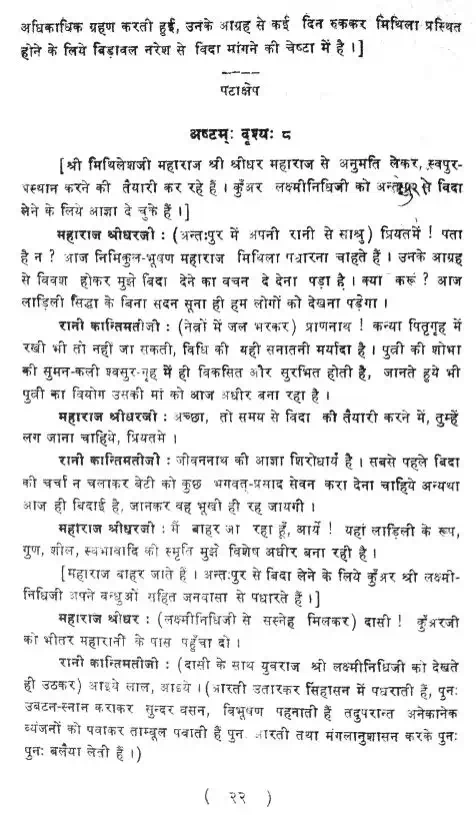 अधिकाधिक ग्रहण करती हुई, उनके आग्रह से कई दिन रुककर मिथिला प्रस्थित
होने के लिये बिड़ावल नरेश से विदा मांगने की चेष्टा में है।]
पटाक्षेप
अष्टमः दृश्यः ८
[श्री मिथिलेशजी महाराज श्री श्रीधर महाराज से अनुमति लेकर, स्वपुर-
पस्थान करने की तैयारी कर रहे हैं। कुँअर लक्ष्मीनिधिजी को अन्तःपुर से विदा
लेने के लिये आज्ञा दे चुके हैं।]
महाराज श्रीधरजी : (अन्तःपुर में अपनी रानी से साश्रु) प्रियतमें ! पता
है न ? आज निमिकुल-भूषण महाराज मिथिला पधारना चाहते हैं। उनके आग्रह
से विवश होकर मुझे बिदा देने का वचन दे देना पड़ा है। क्या करूं ? आज
लाड़िली सिद्धा के बिना सदन सूना ही हम लोगों को देखना पड़ेगा।
रानी कान्तिमतीजी : (नेत्रों में जल भरकर) प्राणनाथ ! कन्या पितृगृह में
रखी भी तो नहीं जा सकती, विधि की यही सनातनी मर्यादा है। पुत्री की शोभा
की सुमन-कली श्वसुर-गृह में ही विकसित और सुरभित होती है, जानते हुये भी
पुत्री का वियोग उसकी मां को आज अधीर बना रहा है।
महाराज श्रीधरजी : अच्छा, तो समय से विदा की तैयारी करने में, तुम्हें
लग जाना चाहिये, प्रियतमे।
रानी कान्तिमतीजी : जीवननाथ की आज्ञा शिरोधार्य है। सबसे पहले बिदा
की चर्चा न चलाकर बेटी को कुछ भगवत्-प्रसाद सेवन करा देना चाहिये अन्यथा
आज ही बिदाई है, जानकर वह भूखी ही रह जायगी।
महाराज श्रीधरजी : मैं बाहर जा रहा हूँ, आर्ये ! यहां लाड़िली के रूप,
गुण, शील, स्वभावादि की स्मृति मुझे विशेष अधीर बना रही है।
[महाराज बाहर जाते हैं। अन्तःपुर से बिदा लेने के लिये कुँअर श्री लक्ष्मी-
निधिजी अपने बन्धुओं सहित जनवासा से पधारते हैं।]
महाराज श्रीधर : (लक्ष्मीनिधिजी से सस्नेह मिलकर) दासी ! कुँअरजी
को भीतर महारानी के पास पहुँचा दो।
रानी कान्तिमतीजी : (दासी के साथ युवराज श्री लक्ष्मीनिधिजी को देखते
ही उठकर) आइये लाल, आइये। (आरती उतारकर सिंहासन में पधराती हैं, पुनः
उबटन-स्नान कराकर सुन्दर वसन, विभूषण पहनाती हैं तदुपरान्त अनेकानेक
व्यंजनों को पवाकर ताम्बूल पवाती हैं पुनः आरती तथा मंगलानुशासन करके पुनः
पुनः बलैया लेती हैं।)
( २२ )